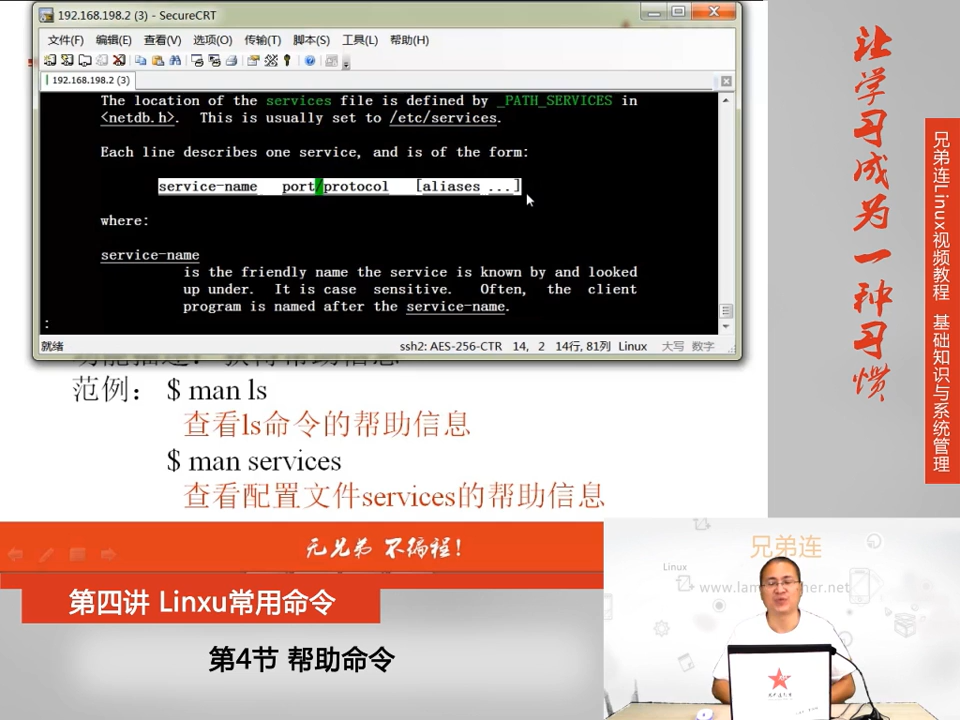 192.168.198.2 (3) - SecureCRT
文件(F) 编辑(E) 查看(V) 选项(O) 传输(T) 脚本(S) 工具(L) 帮助(H)
192.168.198.2 (3)
The location of the services file is defined by _PATH_SERVICES in
<netdb.h>. This is usually set to /etc/services.
Each line describes one service, and is of the form:
service-name port/protocol [aliases ...]
where:
service-name
is the friendly name the service is known by and looked
up under. It is case sensitive. Often, the client
program is named after the service-name.
:
就绪 ssh2: AES-256-CTR 14, 2 14行, 81列 Linux 大写 数字
功能描述：获得帮助信息
范例： $ man ls
查看ls命令的帮助信息
$ man services
查看配置文件services的帮助信息
无兄弟 不编程！
第四讲 Linxu常用命令
第4节 帮助命令
让学习成为一种习惯
兄弟连Linux视频教程 基础知识与系统管理
兄弟连
Linux